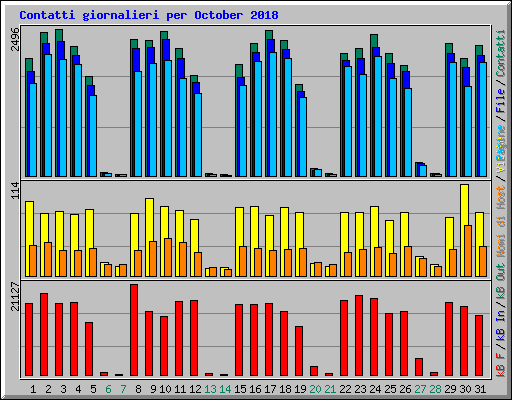 Contatti giornalieri per October 2018
2496
114
21127
kB F / kB In / kB Out Nomi di Host / Visite Pagine / File / Contatti
1 2 3 4 5 6 7 8 9 10 11 12 13 14 15 16 17 18 19 20 21 22 23 24 25 26 27 28 29 30 31